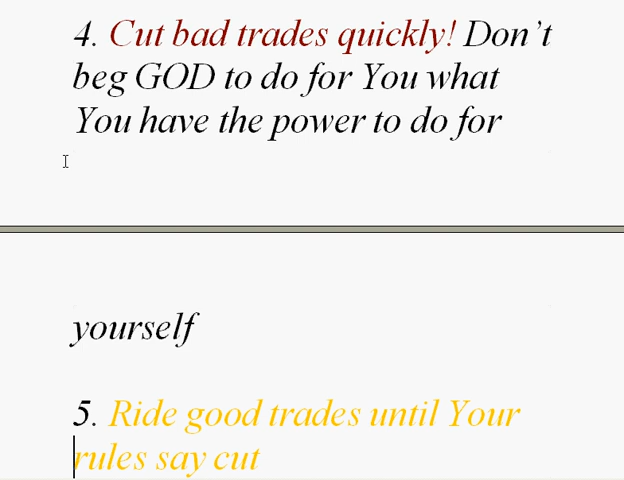 4. Cut bad trades quickly! Don’t
beg GOD to do for You what
You have the power to do for
yourself
5. Ride good trades until Your
rules say cut